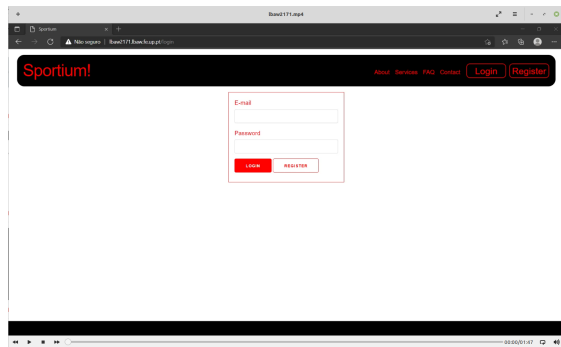 lbaw2171.mp4
Sportium
Não seguro | lbaw2171.lbaw.fe.up.pt/login
Sportium!
About Services FAQ Contact Login Register
E-mail
Password
LOGIN REGISTER
00:00/01:47